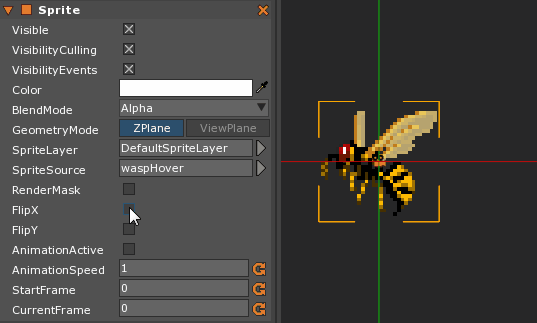 Sprite
Visible
VisibilityCulling
VisibilityEvents
Color
BlendMode Alpha
GeometryMode ZPlane ViewPlane
SpriteLayer DefaultSpriteLayer
SpriteSource waspHover
RenderMask
FlipX
FlipY
AnimationActive
AnimationSpeed 1
StartFrame 0
CurrentFrame 0